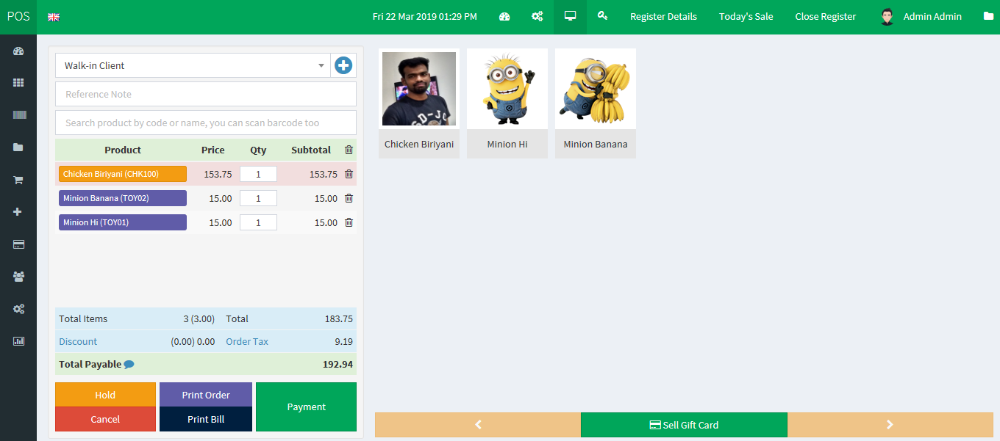 POS
Fri 22 Mar 2019 01:29 PM Register Details Today's Sale Close Register Admin Admin
Walk-in Client
Reference Note
Search product by code or name, you can scan barcode too
Product Price Qty Subtotal
Chicken Biriyani (CHK100) 153.75 1 153.75
Minion Banana (TOY02) 15.00 1 15.00
Minion Hi (TOY01) 15.00 1 15.00
Total Items 3 (3.00) Total 183.75
Discount (0.00) 0.00 Order Tax 9.19
Total Payable 192.94
Hold
Cancel
Print Order
Print Bill
Payment
Chicken Biriyani Minion Hi Minion Banana
Sell Gift Card